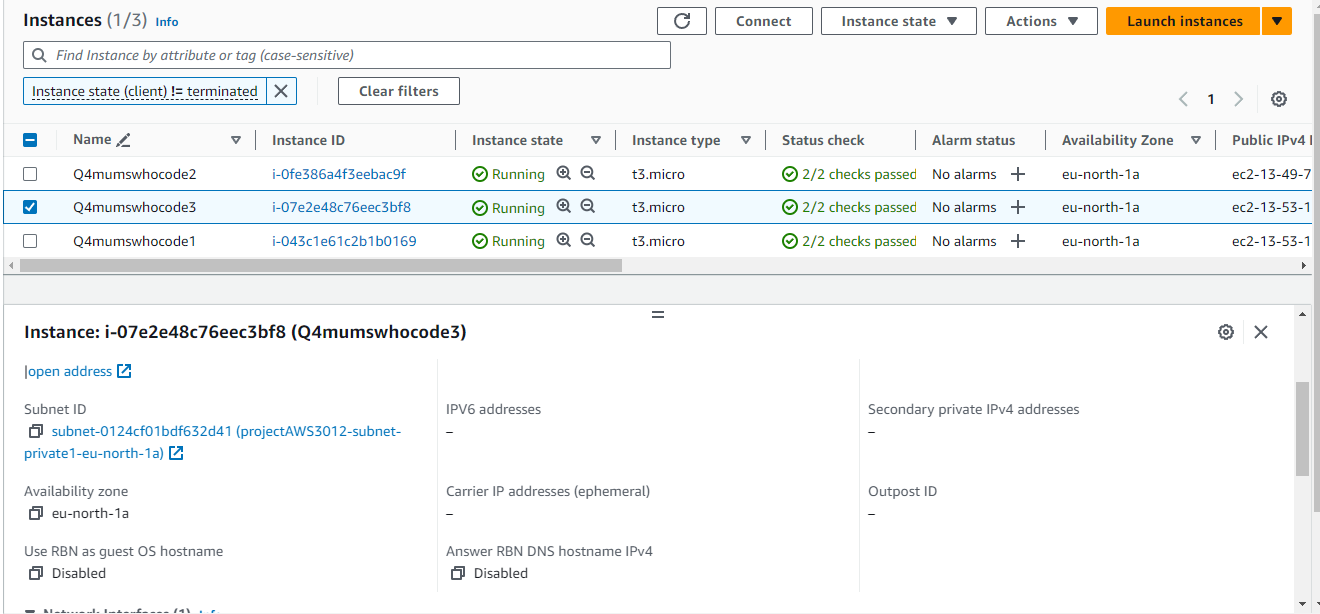 Instances (1/3) Info
Connect
Instance state
Actions
Launch instances
Find Instance by attribute or tag (case-sensitive)
Instance state (client) != terminated
Clear filters
1
Name Instance ID Instance state Instance type Status check Alarm status Availability Zone Public IPv4
Q4mumswhocode2 i-0fe386a4f3eebac9f Running t3.micro 2/2 checks passed No alarms eu-north-1a ec2-13-49-7
Q4mumswhocode3 i-07e2e48c76eec3bf8 Running t3.micro 2/2 checks passed No alarms eu-north-1a ec2-13-53-1
Q4mumswhocode1 i-043c1e61c2b1b0169 Running t3.micro 2/2 checks passed No alarms eu-north-1a ec2-13-53-1
Instance: i-07e2e48c76eec3bf8 (Q4mumswhocode3)
|open address
Subnet ID
subnet-0124cf01bdf632d41 (projectAWS3012-subnet-
private1-eu-north-1a)
IPV6 addresses
–
Secondary private IPv4 addresses
–
Availability zone
eu-north-1a
Carrier IP addresses (ephemeral)
–
Outpost ID
–
Use RBN as guest OS hostname
Disabled
Answer RBN DNS hostname IPv4
Disabled
Network Interfaces (1) Info